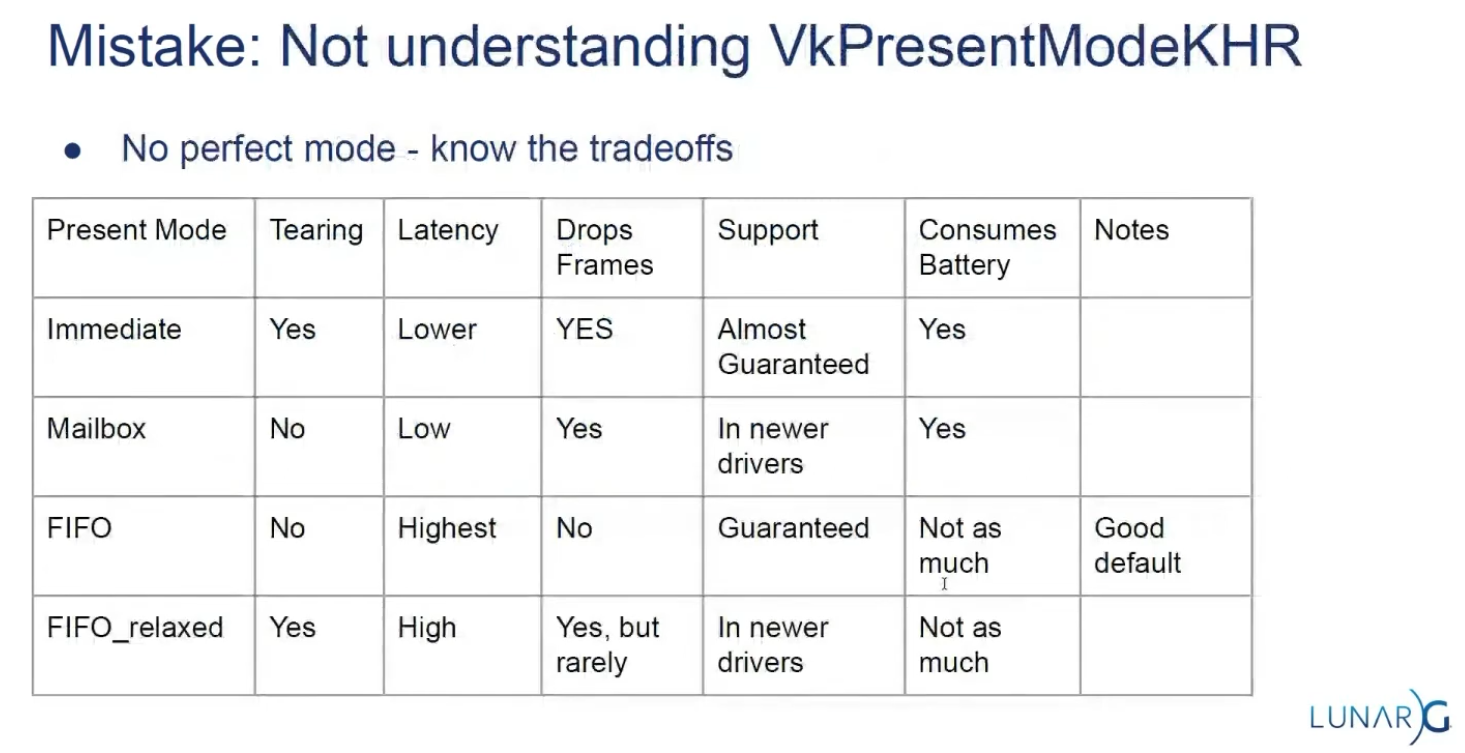 Mistake: Not understanding VkPresentModeKHR
● No perfect mode - know the tradeoffs
Present Mode Tearing Latency Drops Frames Support Consumes Battery Notes
Immediate Yes Lower YES Almost Guaranteed Yes
Mailbox No Low Yes In newer drivers Yes
FIFO No Highest No Guaranteed Not as much Good default
FIFO_relaxed Yes High Yes, but rarely In newer drivers Not as much
LUNARG